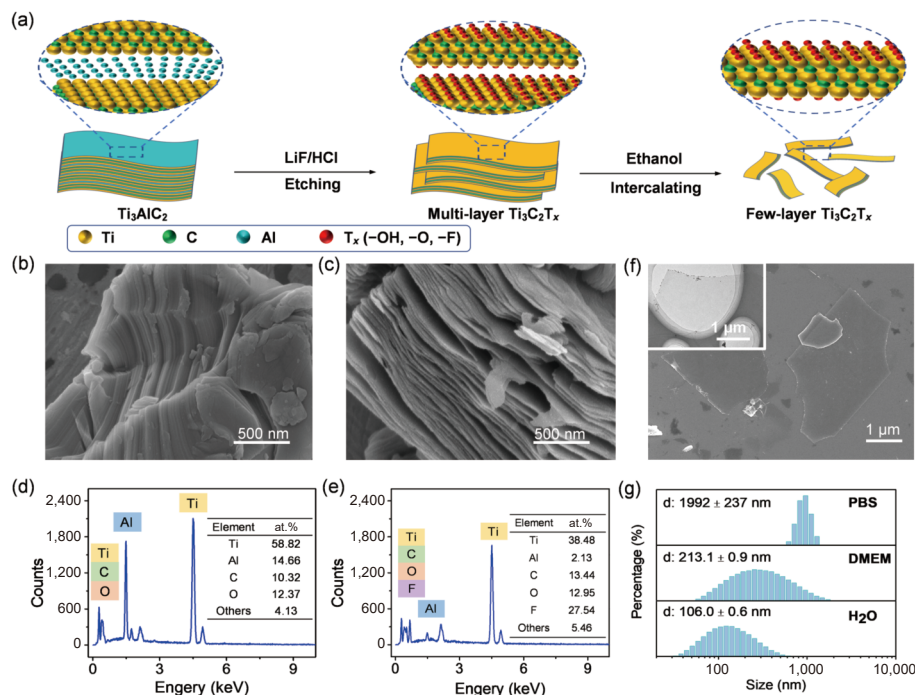 (a)
LiF/HCl
Etching
Ethanol
Intercalating
Ti₃AlC₂
Multi-layer Ti₃C₂Tₓ
Few-layer Ti₃C₂Tₓ
Ti C Al Tₓ (−OH, −O, −F)
(b)
500 nm
(c)
500 nm
(f)
1 µm
1 µm
(d)
2,400
1,800
1,200
600
0
Counts
Ti
C
O
Al
Ti
Element at.%
Ti 58.82
Al 14.66
C 10.32
O 12.37
Others 4.13
0 3 6 9
Engery (keV)
(e)
2,400
1,800
1,200
600
0
Counts
Ti
C
O
F
Al
Ti
Element at.%
Ti 38.48
Al 2.13
C 13.44
O 12.95
F 27.54
Others 5.46
0 3 6 9
Engery (keV)
(g)
Percentage (%)
d: 1992 ± 237 nm PBS
d: 213.1 ± 0.9 nm DMEM
d: 106.0 ± 0.6 nm H₂O
100 1,000 10,000
Size (nm)